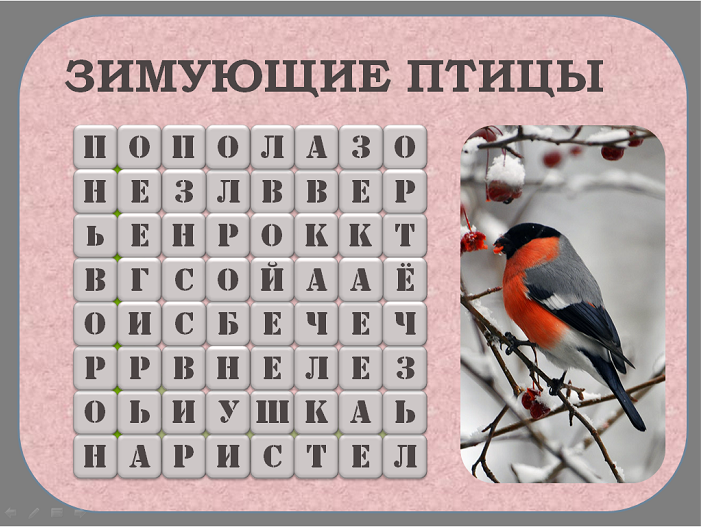 ЗИМУЮЩИЕ ПТИЦЫ
П О П О Л А З О
Н Е З Л В В Е Р
Ь Е Н Р О К К Т
В Г С О Й А А Ё
О И С Б Е Ч Е Ч
Р Р В Н Е Л Е З
О Ь И У Ш К А Ь
Н А Р И С Т Е Л